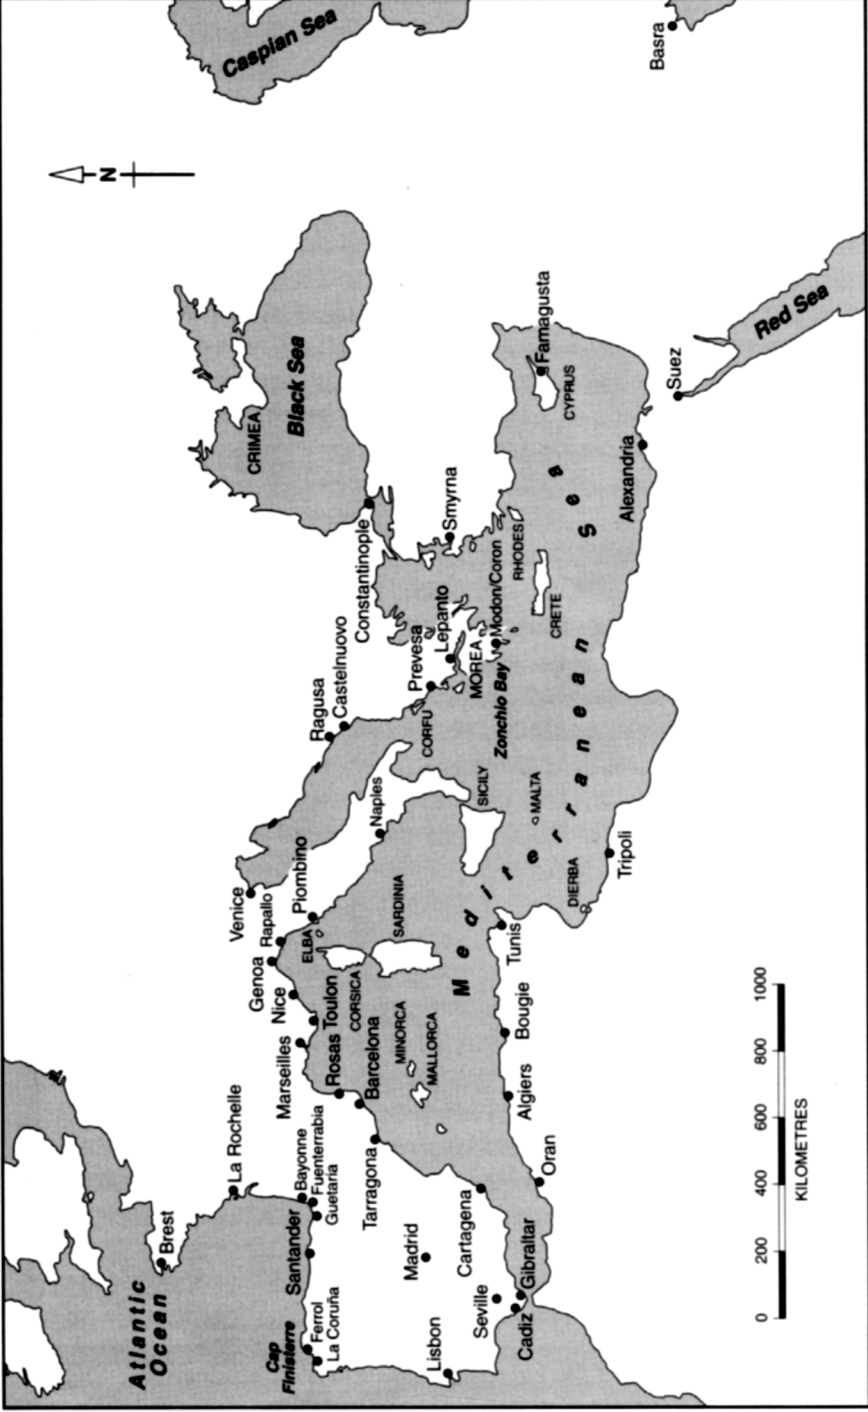 Caspian Sea
Basra
N
Black Sea
CRIMEA
Constantinople
Smyrna
Famagusta
CYPRUS
Red Sea
Suez
Alexandria
RHODES
CRETE
Modon/Coron
Zonchio Bay
MOREA
Lepanto
Prevesa
CORFU
Castelnuovo
Ragusa
Mediterranean Sea
SICILY
MALTA
Naples
DIERBA
Tripoli
Venice
Rapallo
Piombino
ELBA
SARDINIA
Tunis
Genoa
Nice
Toulon
CORSICA
Marseilles
Rosas
Barcelona
MINORCA
MALLORCA
Bougie
Algiers
La Rochelle
Bayonne
Fuenterrabia
Guetaria
Tarragona
Oran
Brest
Santander
Madrid
Cartagena
Gibraltar
Atlantic
Ocean
Cap
Finisterre
Ferrol
La Coruña
Lisbon
Seville
Cadiz
0 200 400 600 800 1000
KILOMETRES